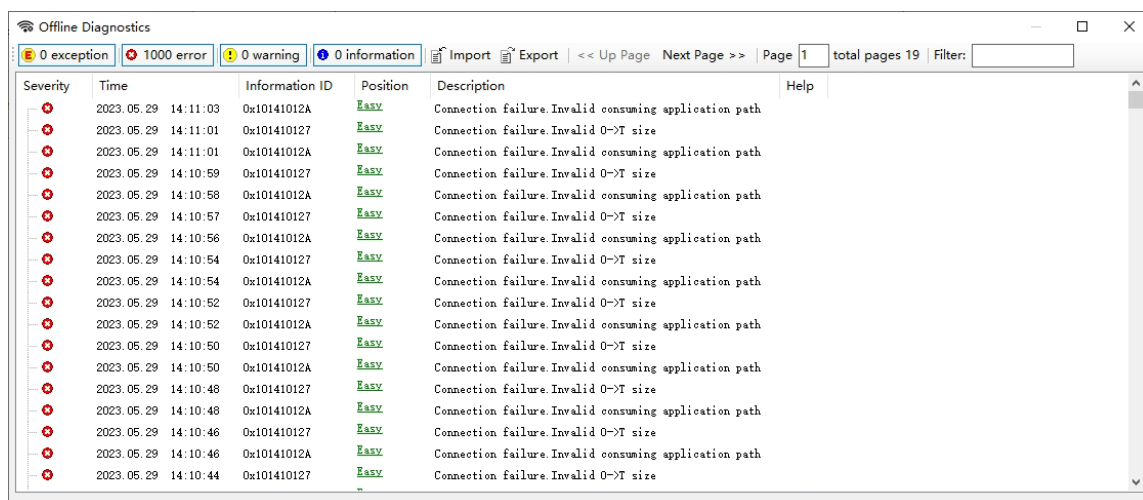 Offline Diagnostics
E 0 exception 1000 error ! 0 warning 0 information Import Export << Up Page Next Page >> Page 1 total pages 19 Filter:
Severity Time Information ID Position Description Help
2023.05.29 14:11:03 0x10141012A Easy Connection failure.Invalid consuming application path
2023.05.29 14:11:01 0x101410127 Easy Connection failure.Invalid O->T size
2023.05.29 14:11:01 0x10141012A Easy Connection failure.Invalid consuming application path
2023.05.29 14:10:59 0x101410127 Easy Connection failure.Invalid O->T size
2023.05.29 14:10:58 0x10141012A Easy Connection failure.Invalid consuming application path
2023.05.29 14:10:57 0x101410127 Easy Connection failure.Invalid O->T size
2023.05.29 14:10:56 0x10141012A Easy Connection failure.Invalid consuming application path
2023.05.29 14:10:54 0x101410127 Easy Connection failure.Invalid O->T size
2023.05.29 14:10:54 0x10141012A Easy Connection failure.Invalid consuming application path
2023.05.29 14:10:52 0x101410127 Easy Connection failure.Invalid O->T size
2023.05.29 14:10:52 0x10141012A Easy Connection failure.Invalid consuming application path
2023.05.29 14:10:50 0x101410127 Easy Connection failure.Invalid O->T size
2023.05.29 14:10:50 0x10141012A Easy Connection failure.Invalid consuming application path
2023.05.29 14:10:48 0x101410127 Easy Connection failure.Invalid O->T size
2023.05.29 14:10:48 0x10141012A Easy Connection failure.Invalid consuming application path
2023.05.29 14:10:46 0x101410127 Easy Connection failure.Invalid O->T size
2023.05.29 14:10:46 0x10141012A Easy Connection failure.Invalid consuming application path
2023.05.29 14:10:44 0x101410127 Easy Connection failure.Invalid O->T size